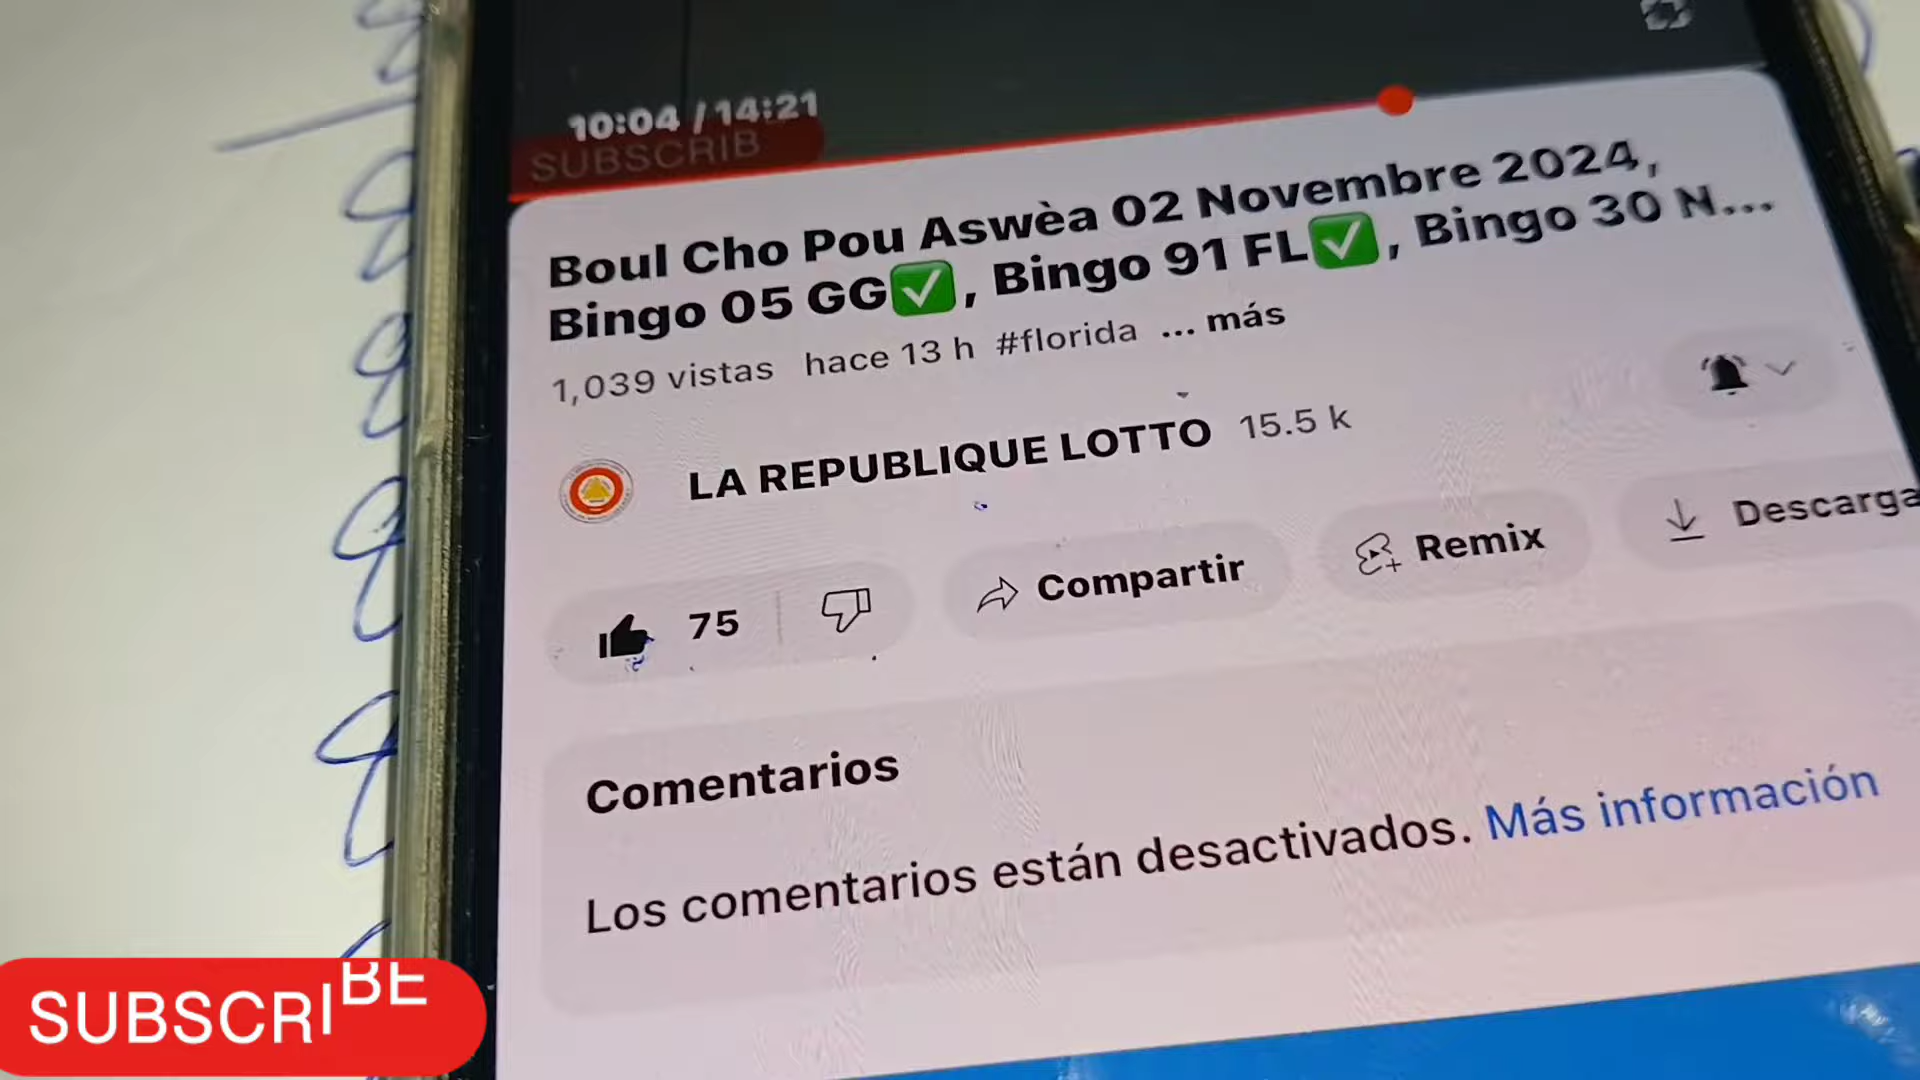 10:04 / 14:21
SUBSCRIB
Boul Cho Pou Aswèa 02 Novembre 2024,
Bingo 05 GG✅, Bingo 91 FL✅, Bingo 30 N...
1,039 vistas hace 13 h #florida ... más
LA REPUBLIQUE LOTTO 15.5 k
75 Compartir Remix Descarga
Comentarios
Los comentarios están desactivados. Más información
SUBSCRIBE